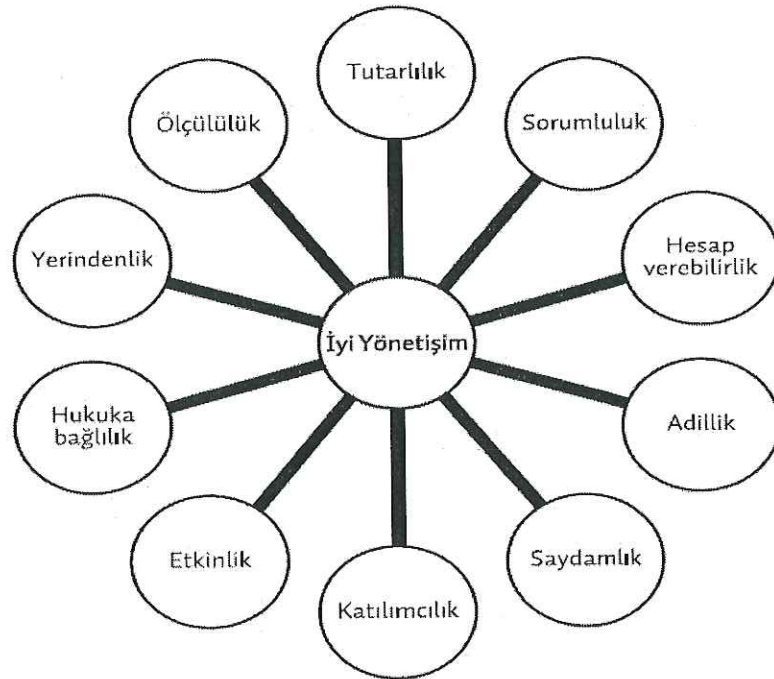 Tutarlılık
Sorumluluk
Hesap
verebilirlik
Adillik
Saydamlık
Katılımcılık
Etkinlik
Hukuka
bağlılık
Yerindenlik
Ölçülülük
İyi Yönetişim